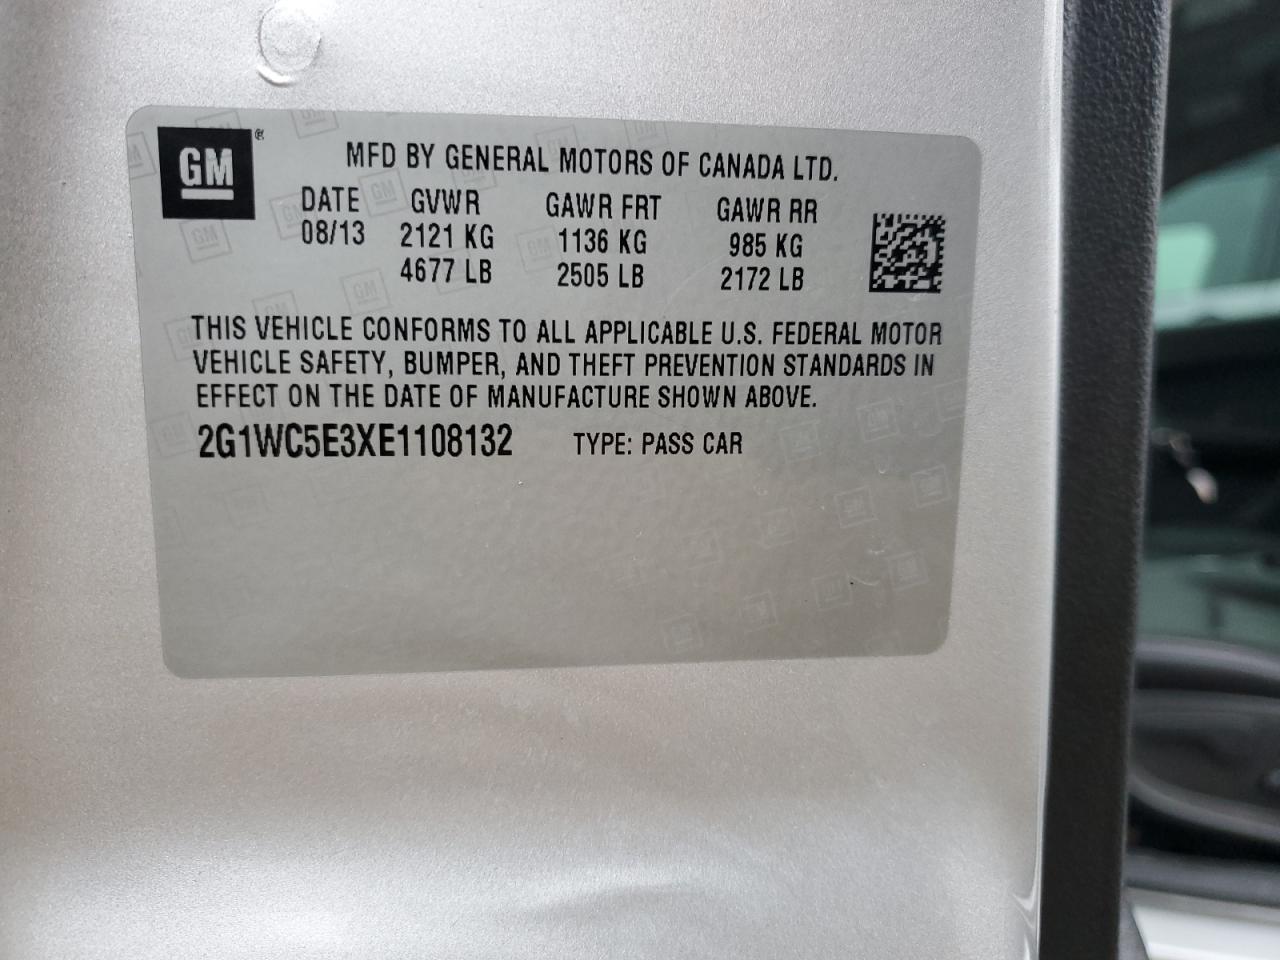 GM ®
MFD BY GENERAL MOTORS OF CANADA LTD.
DATE GVWR GAWR FRT GAWR RR
08/13 2121 KG 1136 KG 985 KG
4677 LB 2505 LB 2172 LB
THIS VEHICLE CONFORMS TO ALL APPLICABLE U.S. FEDERAL MOTOR
VEHICLE SAFETY, BUMPER, AND THEFT PREVENTION STANDARDS IN
EFFECT ON THE DATE OF MANUFACTURE SHOWN ABOVE.
2G1WC5E3XE1108132 TYPE: PASS CAR